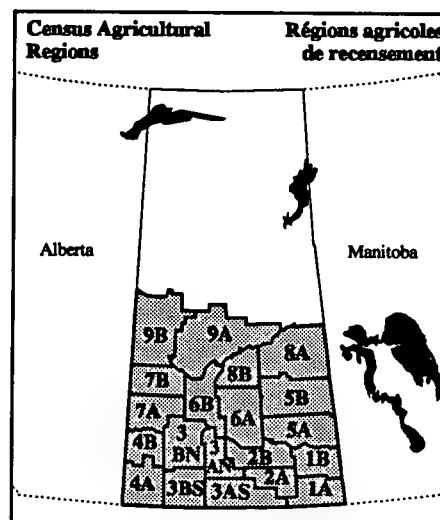 Census Agricultural
Regions
Régions agricoles
de recensement
Alberta
Manitoba
9B
9A
8A
7B
8B
6B
5B
7A
6A
5A
4B
3
BN
3
AN
2B
1B
4A
3BS
3AS
2A
1A